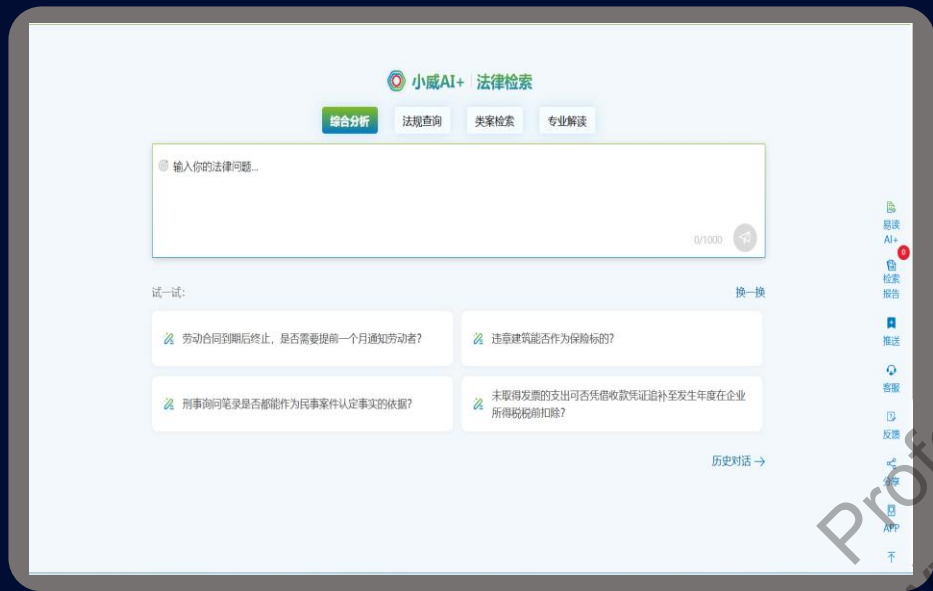 小威AI+ 法律检索
综合分析 法规查询 类案检索 专业解读
输入你的法律问题...
0/1000
试一试: 换一换
劳动合同到期后终止，是否需要提前一个月通知劳动者?
违章建筑能否作为保险标的?
刑事询问笔录是否都能作为民事案件认定事实的依据?
未取得发票的支出可否凭借收款凭证追补至发生年度在企业
所得税税前扣除?
历史对话 →
易读
AI+
0
检索
报告
推送
客服
反馈
分享
APP
Prof